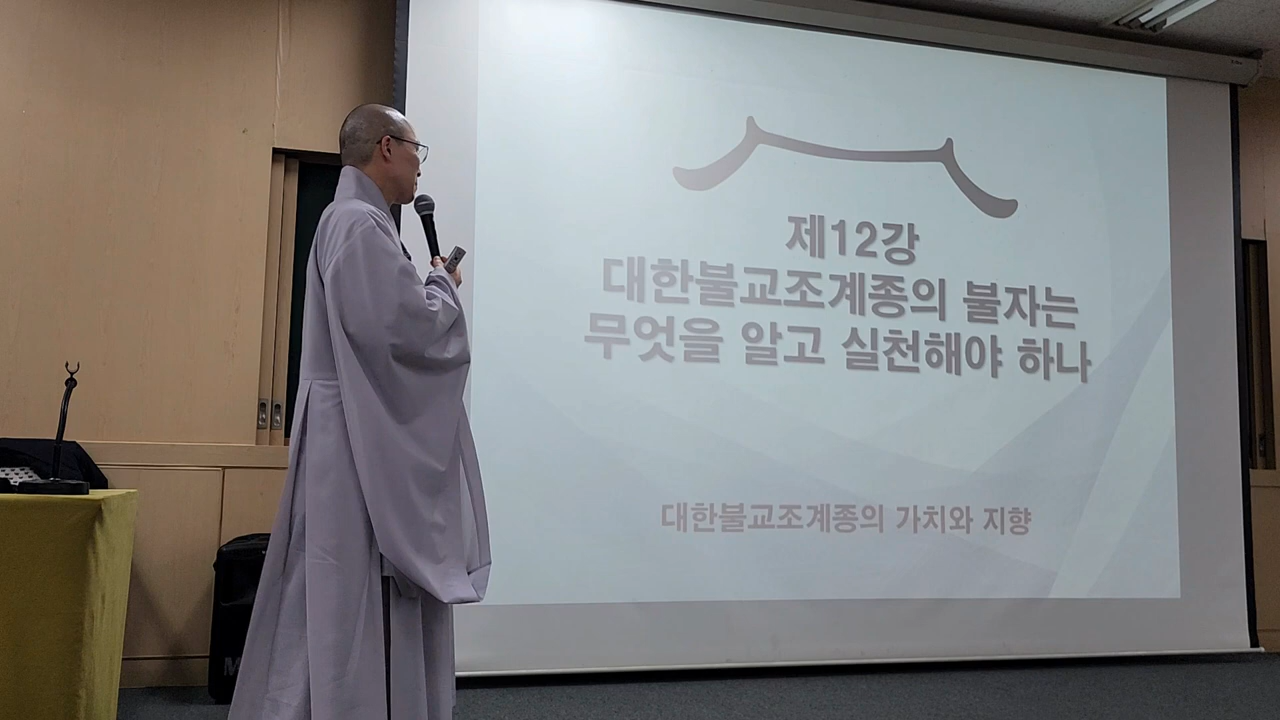 제12강
대한불교조계종의 불자는
무엇을 알고 실천해야 하나
대한불교조계종의 가치와 지향